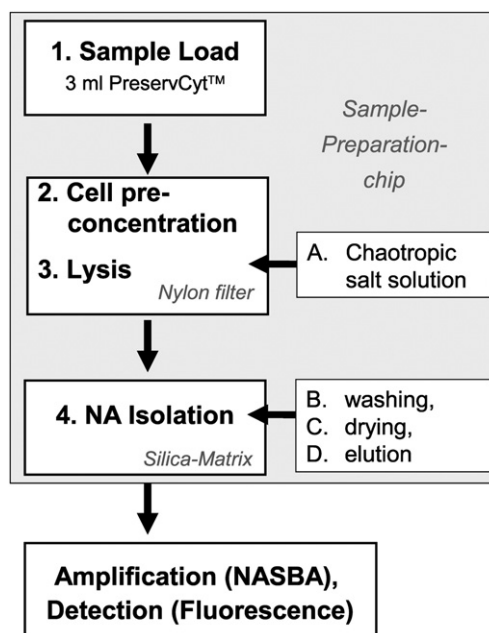 1. Sample Load
3 ml PreservCyt™
Sample-
Preparation-
chip
2. Cell pre-
concentration
3. Lysis
Nylon filter
A. Chaotropic
salt solution
4. NA Isolation
Silica-Matrix
B. washing,
C. drying,
D. elution
Amplification (NASBA),
Detection (Fluorescence)